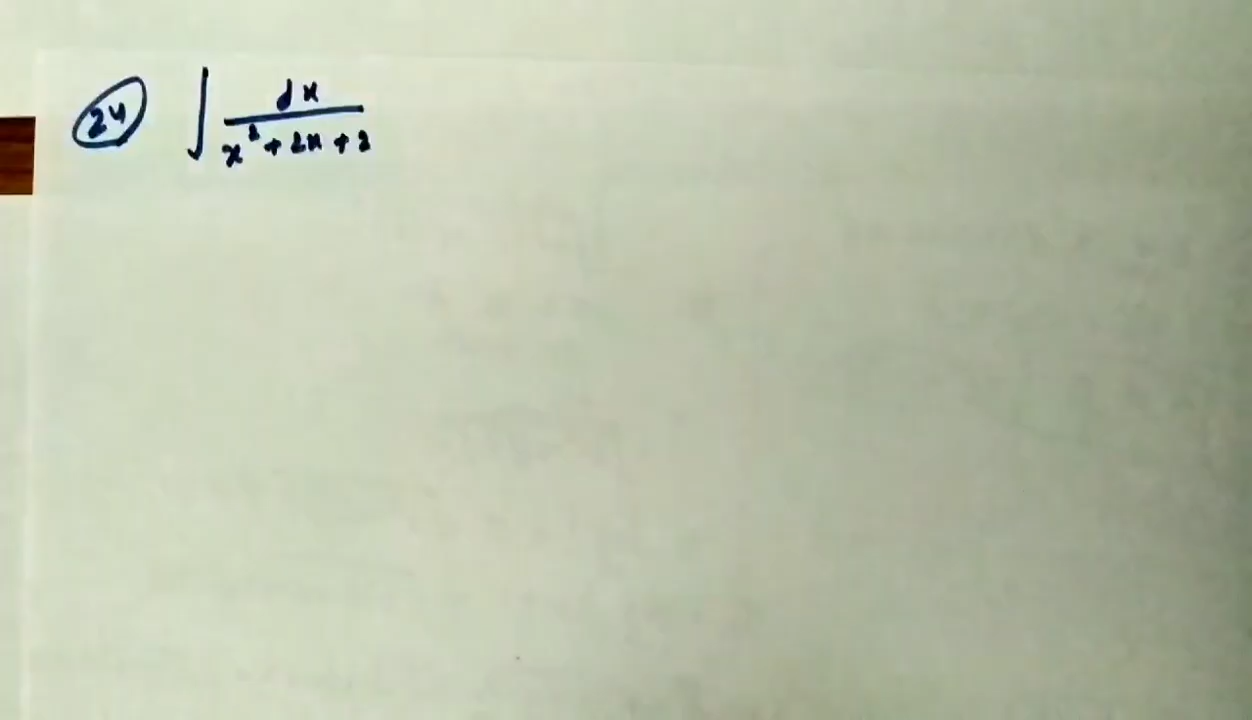 24 ∫ dx / x² + 2x + 2